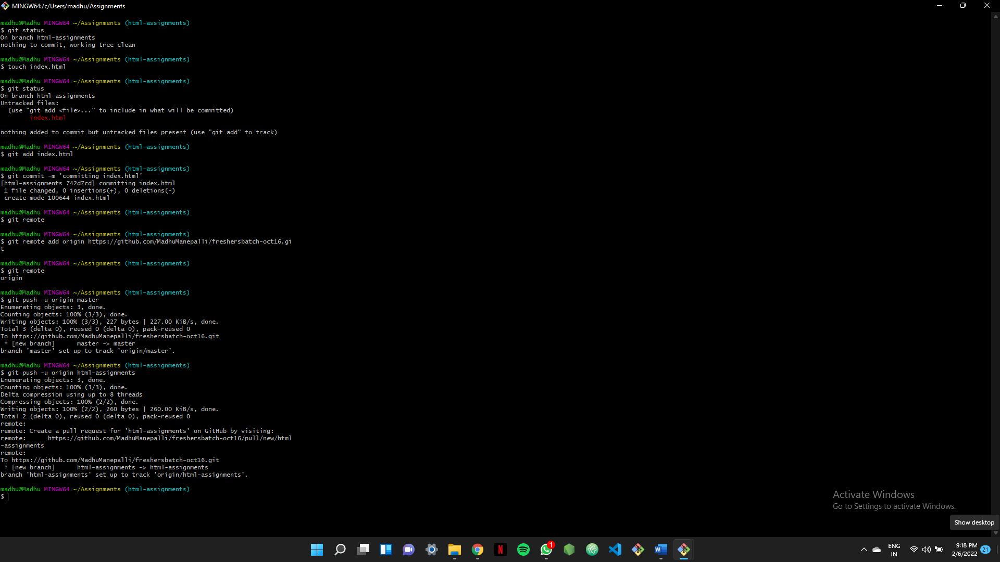 MINGW64:/c/Users/madhu/Assignments
madhu@Madhu MINGW64 ~/Assignments (html-assignments)
$ git status
On branch html-assignments
nothing to commit, working tree clean
madhu@Madhu MINGW64 ~/Assignments (html-assignments)
$ touch index.html
madhu@Madhu MINGW64 ~/Assignments (html-assignments)
$ git status
On branch html-assignments
Untracked files:
(use "git add <file>..." to include in what will be committed)
index.html
nothing added to commit but untracked files present (use "git add" to track)
madhu@Madhu MINGW64 ~/Assignments (html-assignments)
$ git add index.html
madhu@Madhu MINGW64 ~/Assignments (html-assignments)
$ git commit -m 'committing index.html'
[html-assignments 742d7cd] committing index.html
1 file changed, 0 insertions(+), 0 deletions(-)
create mode 100644 index.html
madhu@Madhu MINGW64 ~/Assignments (html-assignments)
$ git remote
madhu@Madhu MINGW64 ~/Assignments (html-assignments)
$ git remote add origin https://github.com/MadhuManepalli/freshersbatch-oct16.gi
t
madhu@Madhu MINGW64 ~/Assignments (html-assignments)
$ git remote
origin
madhu@Madhu MINGW64 ~/Assignments (html-assignments)
$ git push -u origin master
Enumerating objects: 3, done.
Counting objects: 100% (3/3), done.
Writing objects: 100% (3/3), 227 bytes | 227.00 KiB/s, done.
Total 3 (delta 0), reused 0 (delta 0), pack-reused 0
To https://github.com/MadhuManepalli/freshersbatch-oct16.git
* [new branch]      master -> master
branch 'master' set up to track 'origin/master'.
madhu@Madhu MINGW64 ~/Assignments (html-assignments)
$ git push -u origin html-assignments
Enumerating objects: 3, done.
Counting objects: 100% (3/3), done.
Delta compression using up to 8 threads
Compressing objects: 100% (2/2), done.
Writing objects: 100% (2/2), 260 bytes | 260.00 KiB/s, done.
Total 2 (delta 0), reused 0 (delta 0), pack-reused 0
remote:
remote: Create a pull request for 'html-assignments' on GitHub by visiting:
remote:      https://github.com/MadhuManepalli/freshersbatch-oct16/pull/new/html
-assignments
remote:
To https://github.com/MadhuManepalli/freshersbatch-oct16.git
* [new branch]      html-assignments -> html-assignments
branch 'html-assignments' set up to track 'origin/html-assignments'.
madhu@Madhu MINGW64 ~/Assignments (html-assignments)
$
Activate Windows
Go to Settings to activate Windows.
Show desktop
N
1
W
ENG
IN
9:18 PM
2/6/2022
21